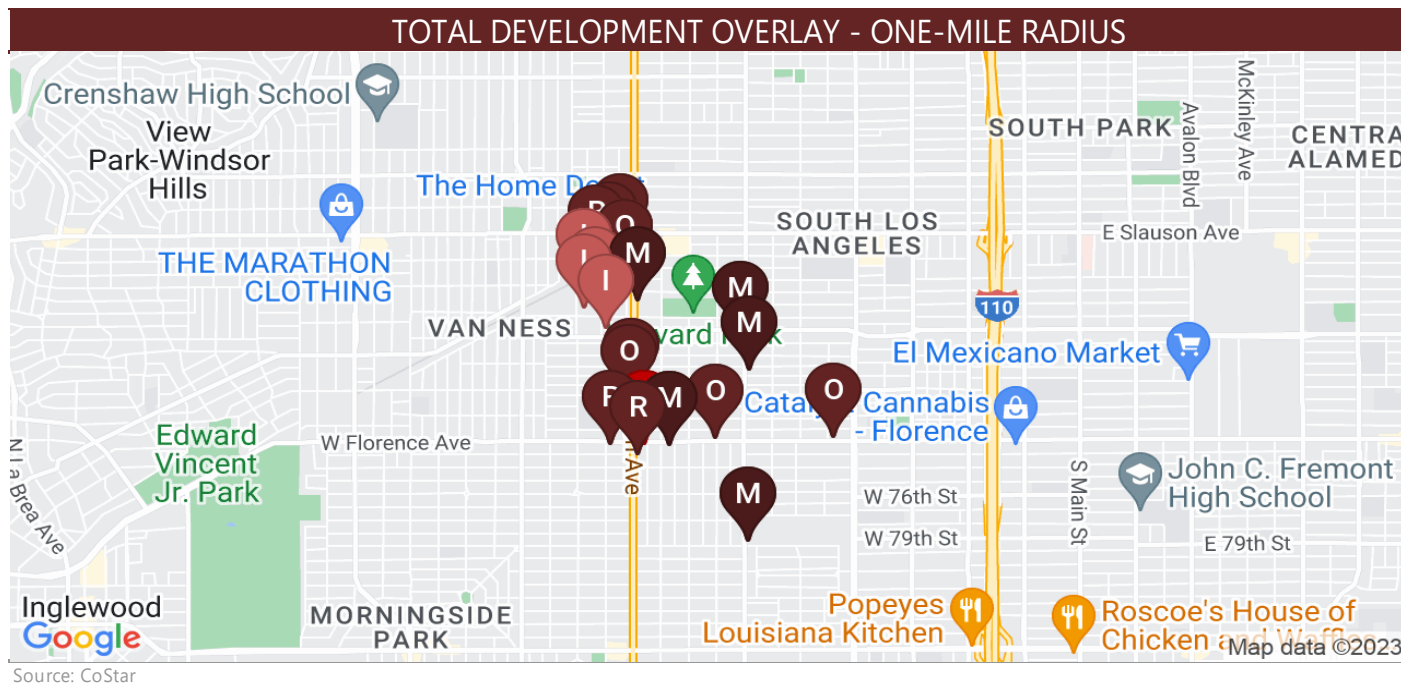 TOTAL DEVELOPMENT OVERLAY - ONE-MILE RADIUS
Crenshaw High School
View
Park-Windsor
Hills
THE MARATHON
CLOTHING
The Home
SOUTH PARK
Avalon Blvd
McKinley Ave
CENTRA
ALAMED
SOUTH LOS
ANGELES
E Slauson Ave
110
VAN NESS
El Mexicano Market
Cannabis
- Florence
O
M
I
M
M
O
R
M
O
O
M
W Florence Ave
Edward
Vincent
Jr. Park
N La Brea Ave
Ave
W 76th St
W 79th St
S Main St
John C. Fremont
High School
E 79th St
Inglewood
Google
MORNINGSIDE
PARK
Popeyes
Louisiana Kitchen
Roscoe's House of
Chicken and Waffles
Map data ©2023
Source: CoStar